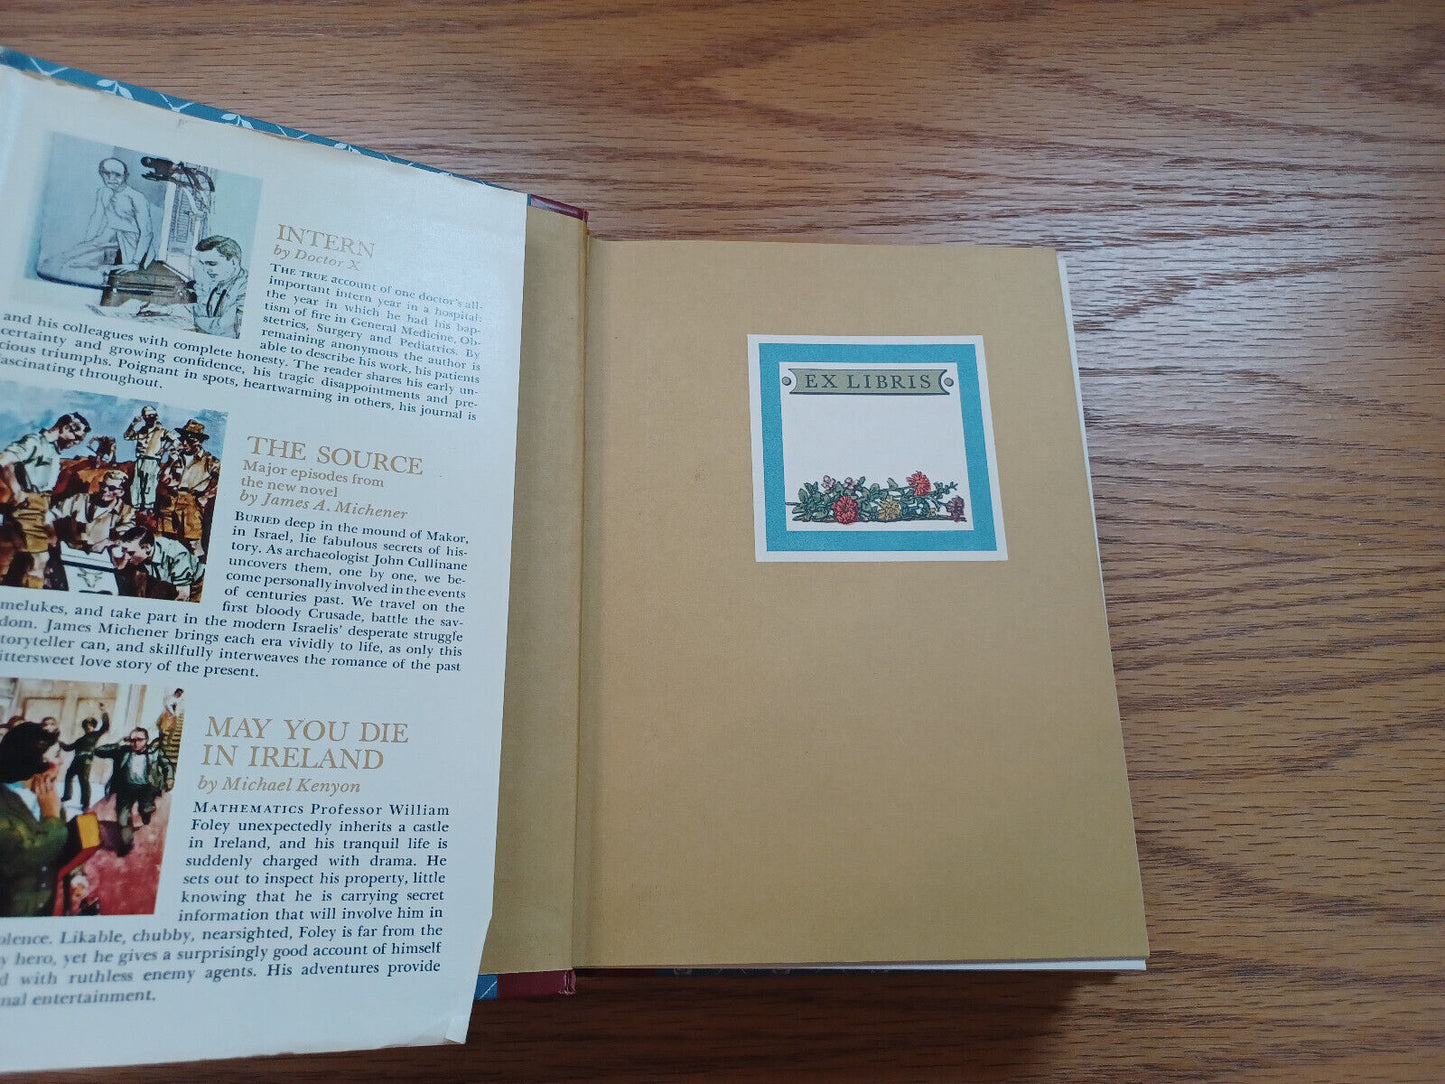 INTERN
by Doctor X
THE TRUE account of one doctor's all-
important intern year in a hospital:
the year in which he had his bap-
tism of fire in General Medicine, Ob-
stetrics, Surgery and Pediatrics. By
remaining anonymous the author is
able to describe his work, his patients
and his colleagues with complete honesty. The reader shares his early un-
certainty and growing confidence, his tragic disappointments and pre-
cious triumphs. Poignant in spots, heartwarming in others, his journal is
fascinating throughout.
THE SOURCE
Major episodes from
the new novel
by James A. Michener
BURIED deep in the mound of Makor,
in Israel, lie fabulous secrets of his-
tory. As archaeologist John Cullinane
uncovers them, one by one, we be-
come personally involved in the events
of centuries past. We travel on the
first bloody Crusade, battle the sav-
melukes, and take part in the modern Israelis' desperate struggle
dom. James Michener brings each era vividly to life, as only this
toryteller can, and skillfully interweaves the romance of the past
ittersweet love story of the present.
MAY YOU DIE
IN IRELAND
by Michael Kenyon
MATHEMATICS Professor William
Foley unexpectedly inherits a castle
in Ireland, and his tranquil life is
suddenly charged with drama. He
sets out to inspect his property, little
knowing that he is carrying secret
information that will involve him in
olence. Likable, chubby, nearsighted, Foley is far from the
y hero, yet he gives a surprisingly good account of himself
d with ruthless enemy agents. His adventures provide
nal entertainment.
EX LIBRIS